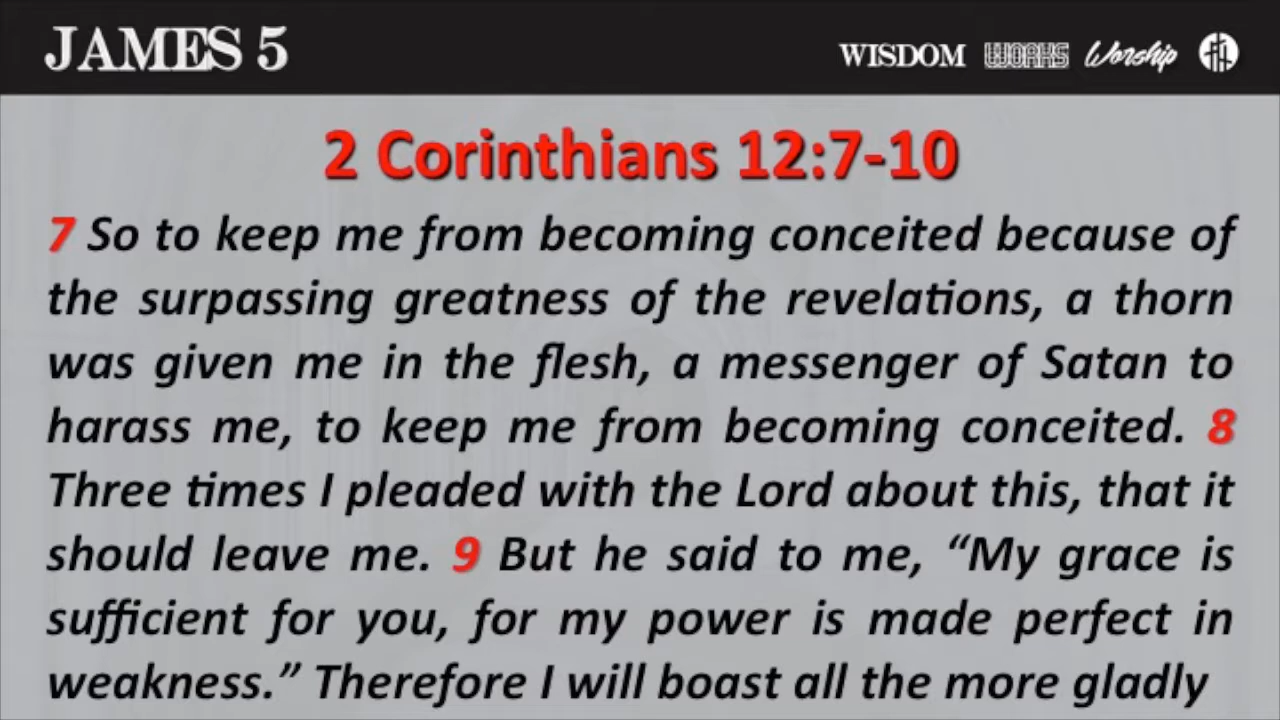 JAMES 5
WISDOM WORKS Worship
2 Corinthians 12:7-10
7 So to keep me from becoming conceited because of
the surpassing greatness of the revelations, a thorn
was given me in the flesh, a messenger of Satan to
harass me, to keep me from becoming conceited. 8
Three times I pleaded with the Lord about this, that it
should leave me. 9 But he said to me, “My grace is
sufficient for you, for my power is made perfect in
weakness.” Therefore I will boast all the more gladly